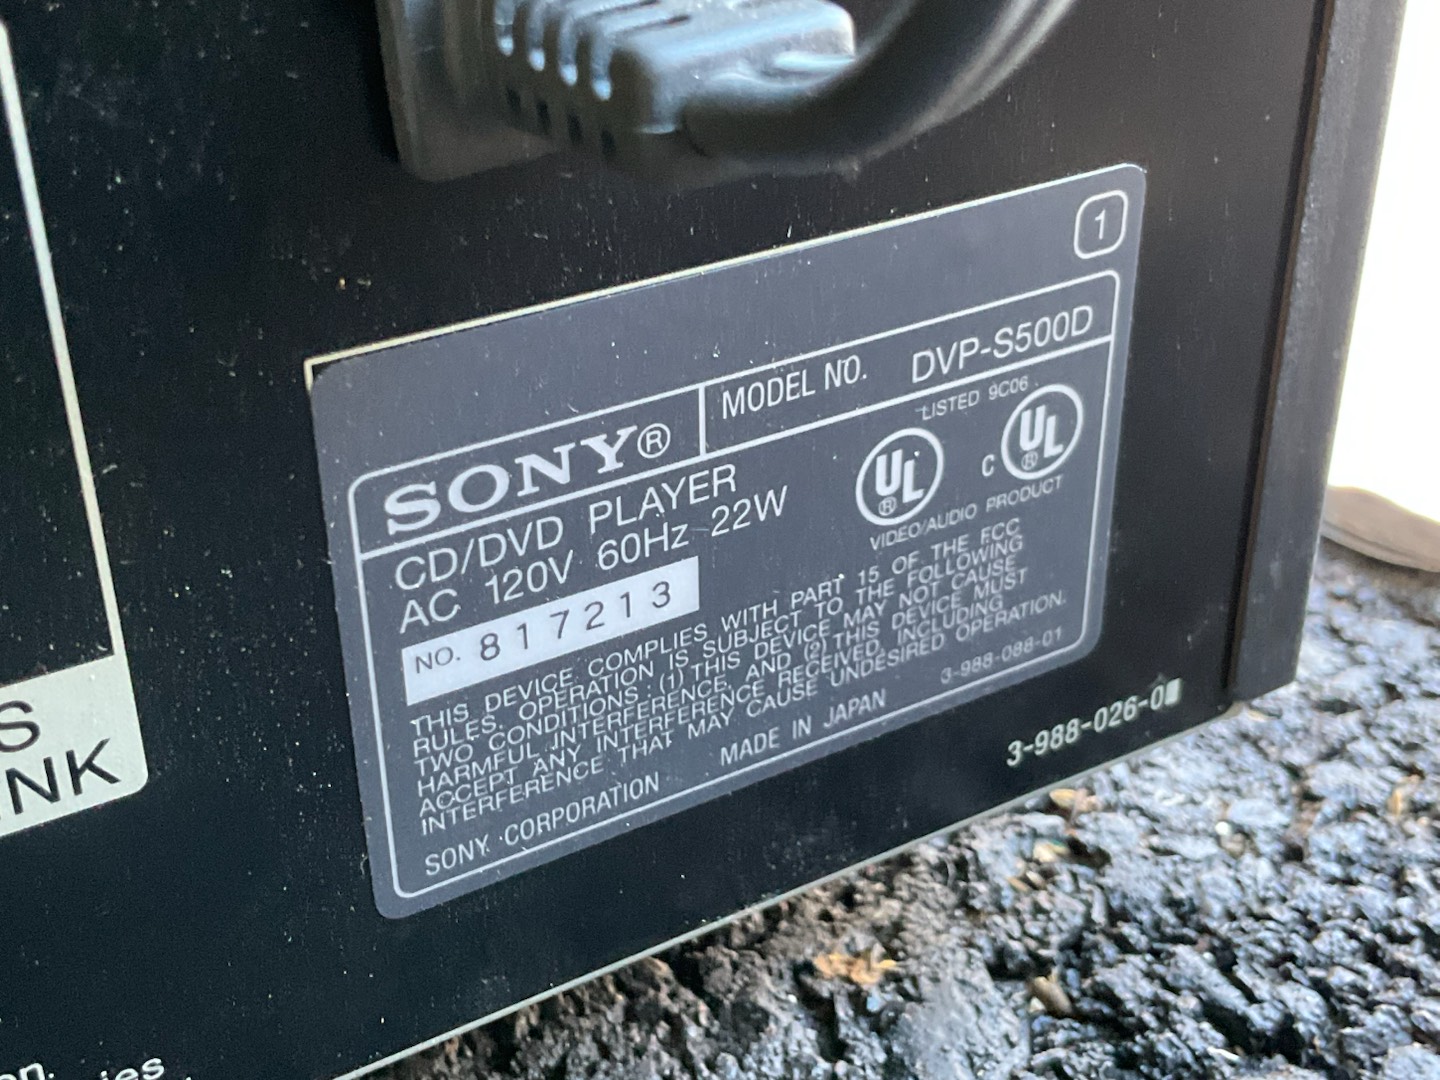 1
SONY® MODEL NO. DVP-S500D
CD/DVD PLAYER
AC 120V 60Hz 22W
LISTED 9C06
UL® C UL®
VIDEO/AUDIO PRODUCT
NO. 817213
THIS DEVICE COMPLIES WITH PART 15 OF THE FCC
RULES. OPERATION IS SUBJECT TO THE FOLLOWING
TWO CONDITIONS: (1) THIS DEVICE MAY NOT CAUSE
HARMFUL INTERFERENCE, AND (2) THIS DEVICE MUST
ACCEPT ANY INTERFERENCE RECEIVED, INCLUDING
INTERFERENCE THAT MAY CAUSE UNDESIRED OPERATION.
SONY CORPORATION MADE IN JAPAN 3-988-088-01
3-988-026-0
S
NK